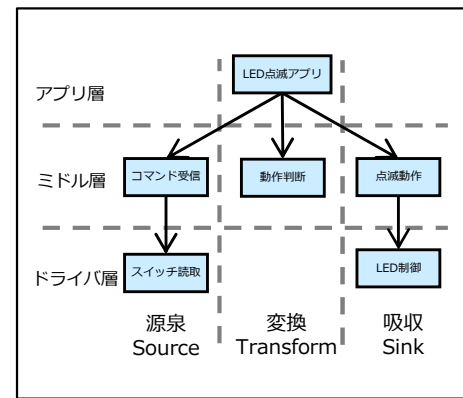 LED点滅アプリ
アプリ層
コマンド受信
動作判断
点滅動作
ミドル層
スイッチ読取
LED制御
ドライバ層
源泉
Source
変換
Transform
吸収
Sink